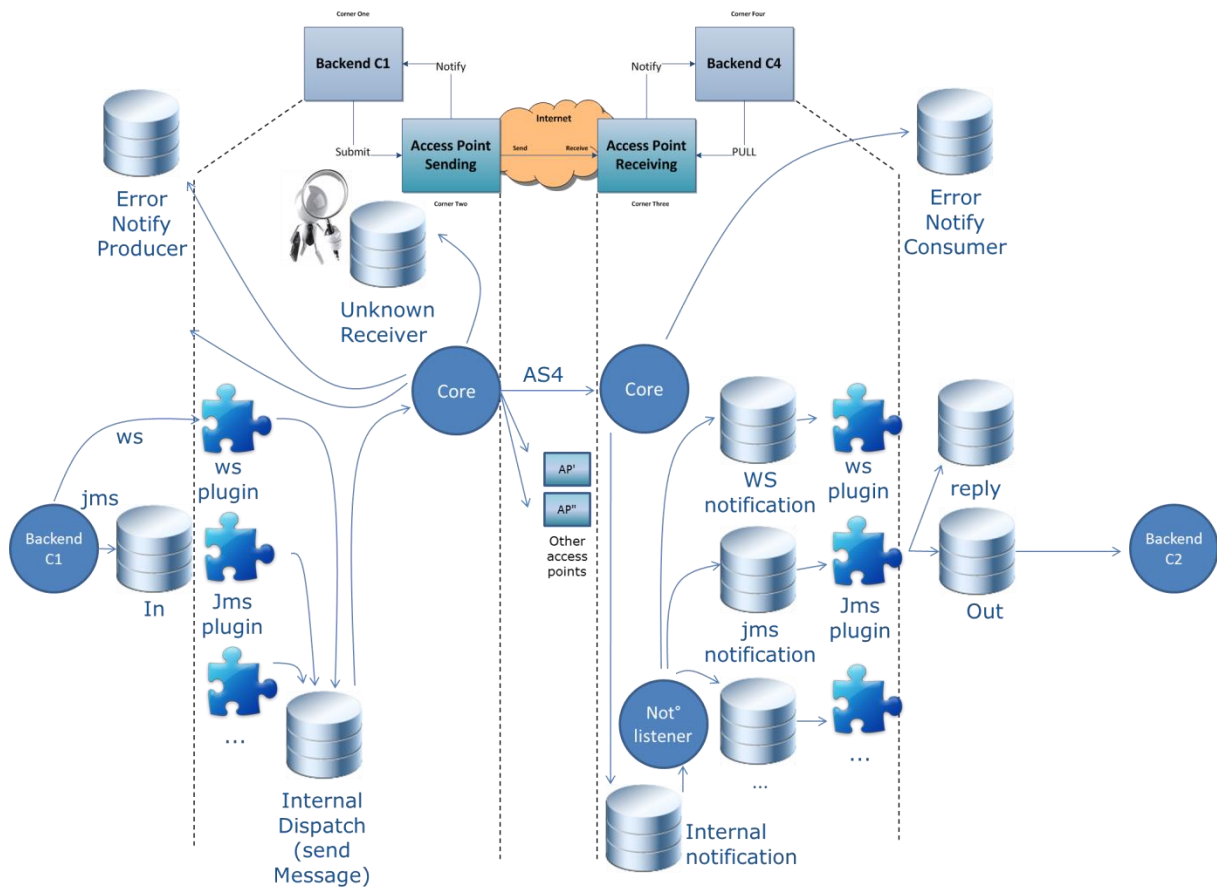 Corner One
Corner Four
Backend C1
Notify
Notify
Backend C4
Internet
Submit
Access Point
Sending
Send
Receive
Access Point
Receiving
PULL
Corner Two
Corner Three
Error
Notify
Producer
Error
Notify
Consumer
Unknown
Receiver
Core
AS4
Core
ws
ws
plugin
jms
Backend
C1
In
Jms
plugin
...
Internal
Dispatch
(send
Message)
AP'
AP"
Other
access
points
WS
notification
ws
plugin
reply
jms
notification
Jms
plugin
Out
Backend
C2
Not°
listener
...
...
Internal
notification